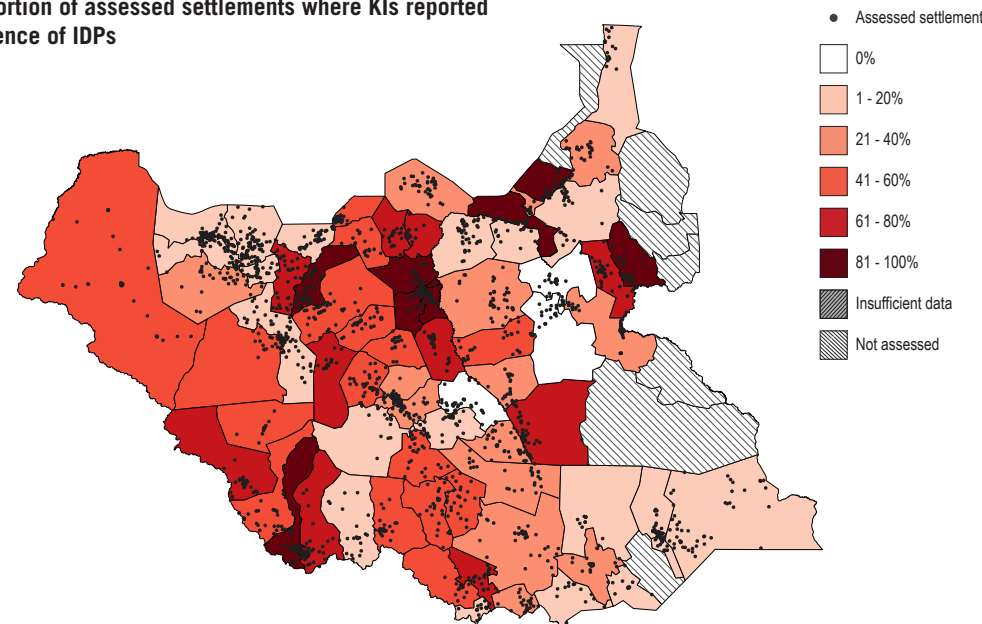 ortion of assessed settlements where KIs reported
ence of IDPs
Assessed settlement
0%
1 - 20%
21 - 40%
41 - 60%
61 - 80%
81 - 100%
Insufficient data
Not assessed